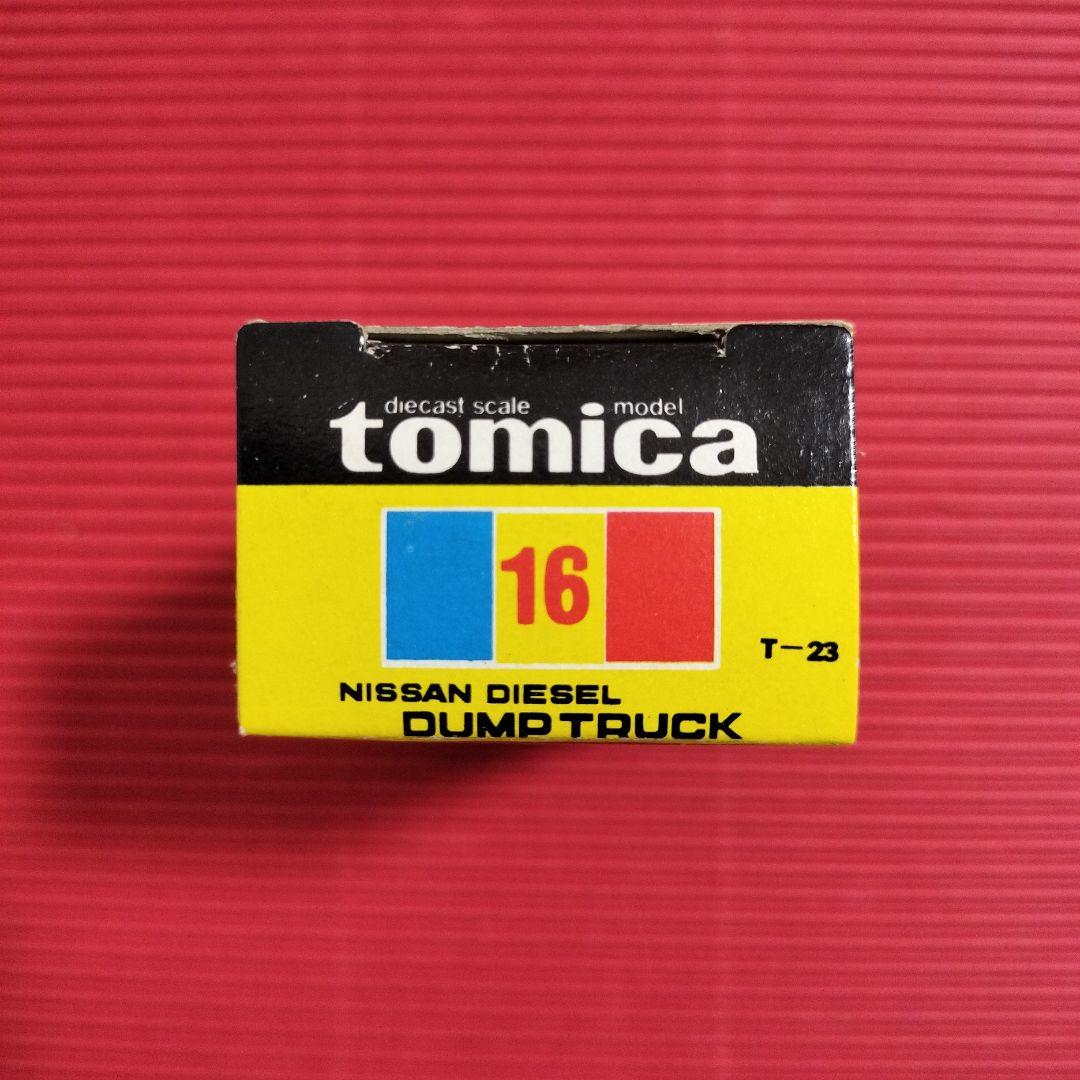 diecast scale model
tomica
16
T-23
NISSAN DIESEL
DUMP TRUCK